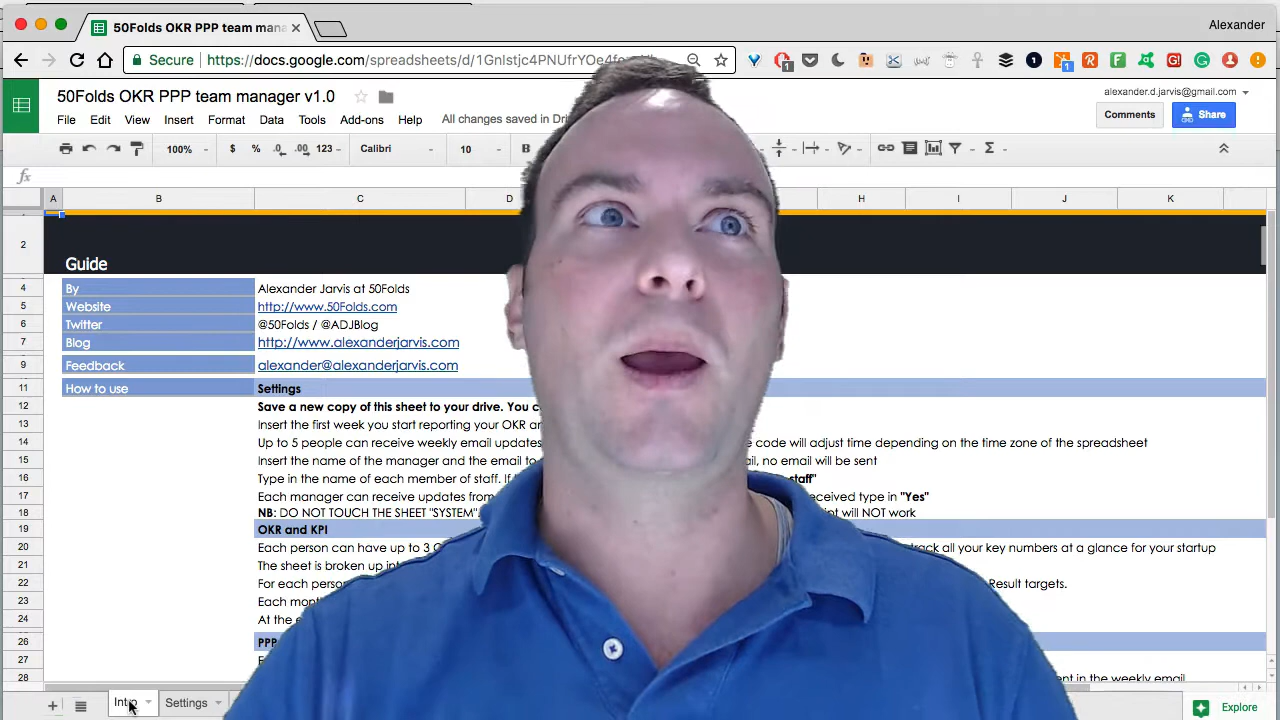 50Folds OKR PPP team mana
Alexander
Secure
https://docs.google.com/spreadsheets/d/1GnIstjc4PNUfrYOe4f
50Folds OKR PPP team manager v1.0
alexander.d.jarvis@gmail.com
Comments
Share
File Edit View Insert Format Data Tools Add-ons Help All changes saved in Dri
100% $ % .0 .00 123 Calibri 10 B
fx
A B C D H I J K
2 Guide
4 By Alexander Jarvis at 50Folds
5 Website http://www.50Folds.com
6 Twitter @50Folds / @ADJBlog
7 Blog http://www.alexanderjarvis.com
9 Feedback alexander@alexanderjarvis.com
11 How to use Settings
12 Save a new copy of this sheet to your drive. You c
13 Insert the first week you start reporting your OKR an
14 Up to 5 people can receive weekly email updates code will adjust time depending on the time zone of the spreadsheet
15 Insert the name of the manager and the email to ail, no email will be sent
16 Type in the name of each member of staff. If staff"
17 Each manager can receive updates from eceived type in "Yes"
18 NB: DO NOT TOUCH THE SHEET "SYSTEM". ipt will NOT work
19 OKR and KPI
20 Each person can have up to 3 O track all your key numbers at a glance for your startup
21 The sheet is broken up int
22 For each perso Result targets.
23 Each mont
24 At the e
26 PPP
27
28 ent in the weekly email
Intro Settings
Explore